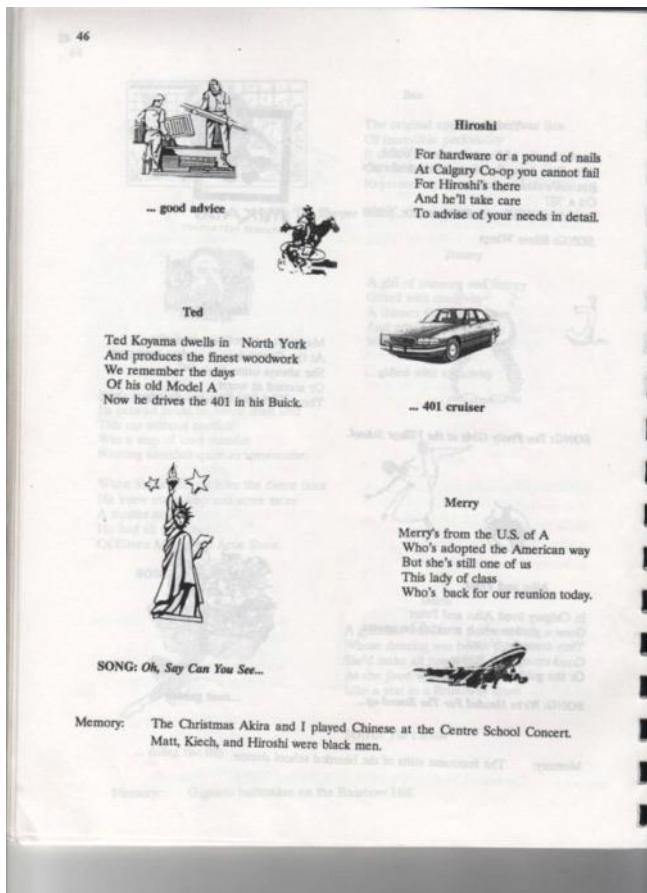 46
Hiroshi
For hardware or a pound of nails
At Calgary Co-op you cannot fail
For Hiroshi's there
And he'll take care
To advise of your needs in detail.
... good advice
Ted
Ted Koyama dwells in North York
And produces the finest woodwork
We remember the days
Of his old Model A
Now he drives the 401 in his Buick.
... 401 cruiser
Merry
Merry's from the U.S. of A
Who's adopted the American way
But she's still one of us
This lady of class
Who's back for our reunion today.
SONG: Oh, Say Can You See...
Memory: The Christmas Akira and I played Chinese at the Centre School Concert.
Matt, Kiech, and Hiroshi were black men.